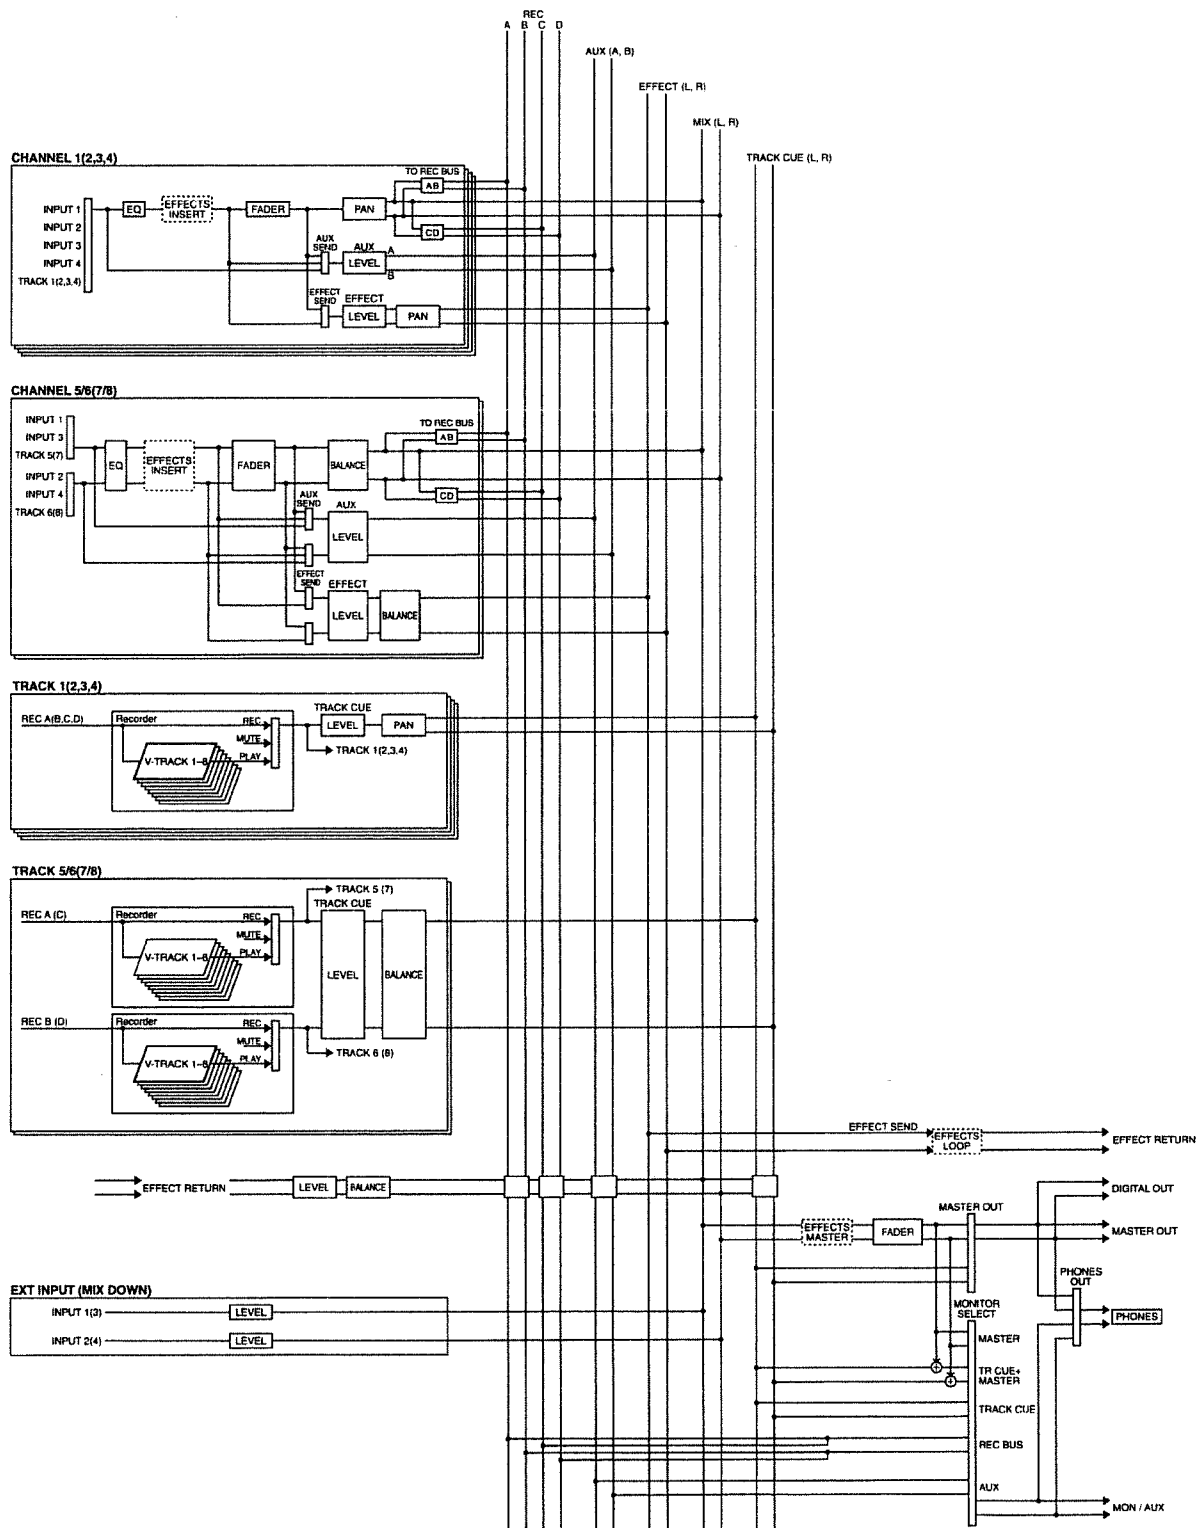 REC
A B C D
AUX (A, B)
EFFECT (L, R)
MIX (L, R)
TRACK CUE (L, R)
CHANNEL 1(2,3,4)
TO REC BUS
AB
INPUT 1
EQ
EFFECTS
INSERT
FADER
PAN
INPUT 2
CD
INPUT 3
AUX
SEND
AUX
A
INPUT 4
LEVEL
B
TRACK 1(2,3,4)
EFFECT
SEND
EFFECT
LEVEL
PAN
CHANNEL 5/6(7/8)
INPUT 1
TO REC BUS
INPUT 3
AB
TRACK 5(7)
EQ
EFFECTS
INSERT
FADER
BALANCE
INPUT 2
INPUT 4
CD
TRACK 6(8)
AUX
SEND
AUX
LEVEL
EFFECT
SEND
EFFECT
LEVEL
BALANCE
TRACK 1(2,3,4)
TRACK CUE
REC A(B,C,D)
Recorder
REC
LEVEL
PAN
MUTE
TRACK 1(2,3,4)
V-TRACK 1–8
PLAY
TRACK 5/6(7/8)
TRACK 5 (7)
TRACK CUE
REC A (C)
Recorder
REC
MUTE
V-TRACK 1–8
PLAY
LEVEL
BALANCE
REC B (D)
Recorder
REC
MUTE
TRACK 6 (8)
V-TRACK 1–8
PLAY
EFFECT SEND
EFFECTS
LOOP
EFFECT RETURN
EFFECT RETURN
LEVEL
BALANCE
DIGITAL OUT
MASTER OUT
EFFECTS
MASTER
FADER
MASTER OUT
PHONES
OUT
EXT INPUT (MIX DOWN)
INPUT 1(3)
LEVEL
MONITOR
SELECT
PHONES
INPUT 2(4)
LEVEL
MASTER
TR CUE+
MASTER
TRACK CUE
REC BUS
AUX
MON / AUX